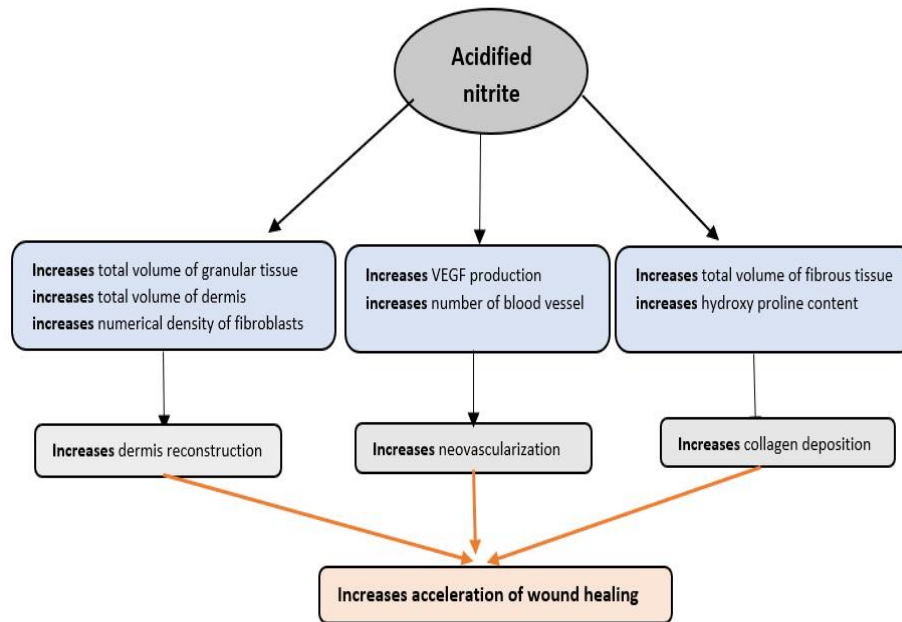 Acidified
nitrite
Increases total volume of granular tissue
increases total volume of dermis
increases numerical density of fibroblasts
Increases VEGF production
increases number of blood vessel
Increases total volume of fibrous tissue
increases hydroxy proline content
Increases dermis reconstruction
Increases neovascularization
Increases collagen deposition
Increases acceleration of wound healing